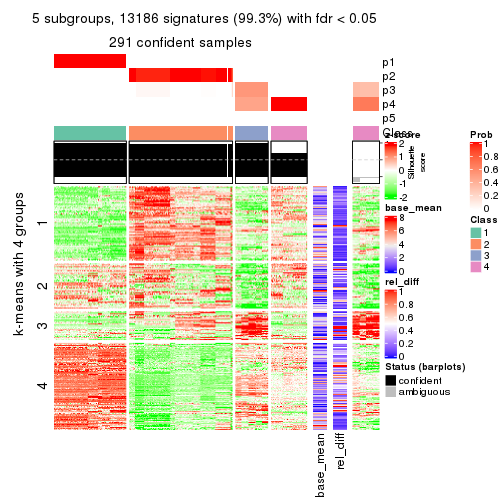 5 subgroups, 13186 signatures (99.3%) with fdr < 0.05
291 confident samples
p1
p2
p3
p4
p5
Class
Silhouette
score
k-means with 4 groups
1
2
3
4
base_mean
rel_diff
z-score
2
1
0
-1
-2
base_mean
8
6
4
2
0
rel_diff
1
0.8
0.6
0.4
0.2
0
Status (barplots)
confident
ambiguous
Prob
1
0.8
0.6
0.4
0.2
0
Class
1
2
3
4